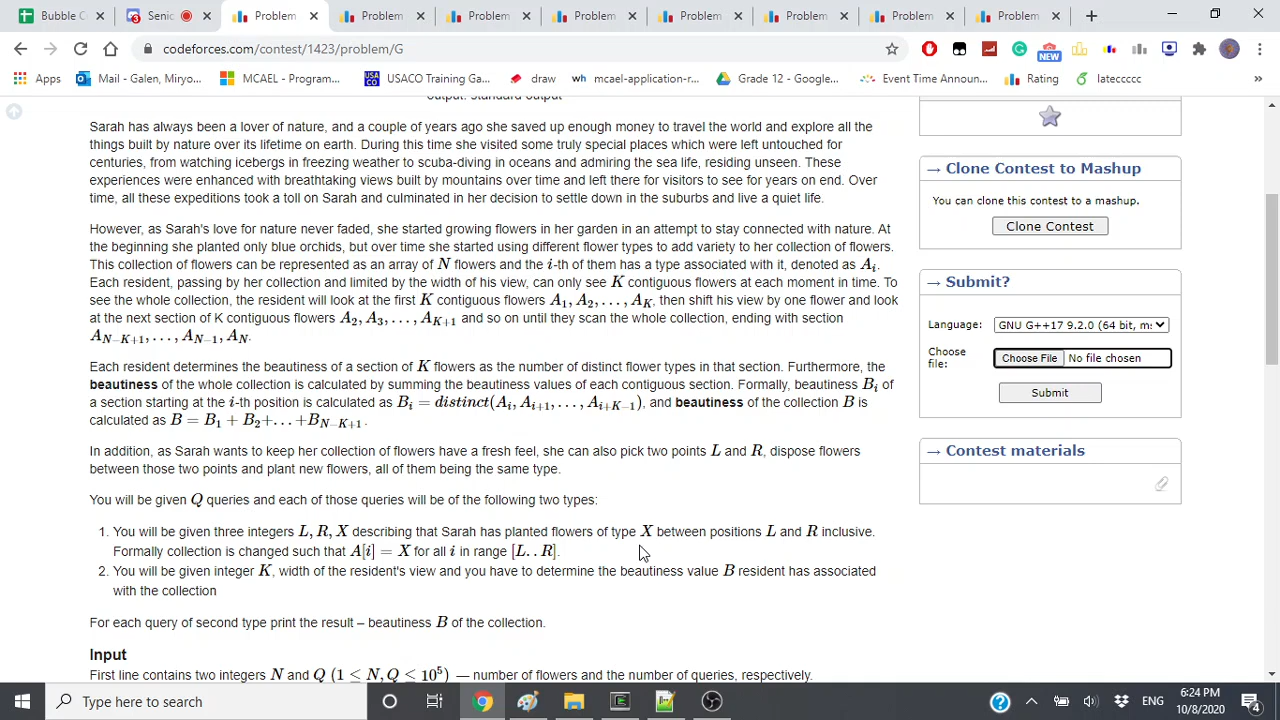 Bubble C
Senic
Problem
Problem
Problem
Problem
Problem
Problem
Problem
Problem
codeforces.com/contest/1423/problem/G
NEW
Apps
Mail - Galen, Miryo...
MCAEL - Program...
USACO Training Ga...
draw
wh mcael-application-r...
Grade 12 - Google...
Event Time Announ...
Rating
lateccccc
»
output: standard output
Sarah has always been a lover of nature, and a couple of years ago she saved up enough money to travel the world and explore all the
things built by nature over its lifetime on earth. During this time she visited some truly special places which were left untouched for
centuries, from watching icebergs in freezing weather to scuba-diving in oceans and admiring the sea life, residing unseen. These
experiences were enhanced with breathtaking views built by mountains over time and left there for visitors to see for years on end. Over
time, all these expeditions took a toll on Sarah and culminated in her decision to settle down in the suburbs and live a quiet life.
However, as Sarah's love for nature never faded, she started growing flowers in her garden in an attempt to stay connected with nature. At
the beginning she planted only blue orchids, but over time she started using different flower types to add variety to her collection of flowers.
This collection of flowers can be represented as an array of N flowers and the i-th of them has a type associated with it, denoted as A_i.
Each resident, passing by her collection and limited by the width of his view, can only see K contiguous flowers at each moment in time. To
see the whole collection, the resident will look at the first K contiguous flowers A_1, A_2, . . . , A_K, then shift his view by one flower and look
at the next section of K contiguous flowers A_2, A_3, . . . , A_{K+1} and so on until they scan the whole collection, ending with section
A_{N−K+1}, . . . , A_{N−1}, A_N.
Each resident determines the beautiness of a section of K flowers as the number of distinct flower types in that section. Furthermore, the
beautiness of the whole collection is calculated by summing the beautiness values of each contiguous section. Formally, beautiness B_i of
a section starting at the i-th position is calculated as B_i = distinct(A_i, A_{i+1}, . . . , A_{i+K−1}), and beautiness of the collection B is
calculated as B = B_1 + B_2+. . .+B_{N−K+1}.
In addition, as Sarah wants to keep her collection of flowers have a fresh feel, she can also pick two points L and R, dispose flowers
between those two points and plant new flowers, all of them being the same type.
You will be given Q queries and each of those queries will be of the following two types:
1. You will be given three integers L, R, X describing that Sarah has planted flowers of type X between positions L and R inclusive.
Formally collection is changed such that A[i] = X for all i in range [L. . R].
2. You will be given integer K, width of the resident's view and you have to determine the beautiness value B resident has associated
with the collection
For each query of second type print the result – beautiness B of the collection.
Input
First line contains two integers N and Q (1 ≤ N, Q ≤ 10^5) — number of flowers and the number of queries, respectively.
→ Clone Contest to Mashup
You can clone this contest to a mashup.
Clone Contest
→ Submit?
Language:
GNU G++17 9.2.0 (64 bit, m:
Choose
file:
Choose File No file chosen
Submit
→ Contest materials
Type here to search
ENG
6:24 PM
10/8/2020
4